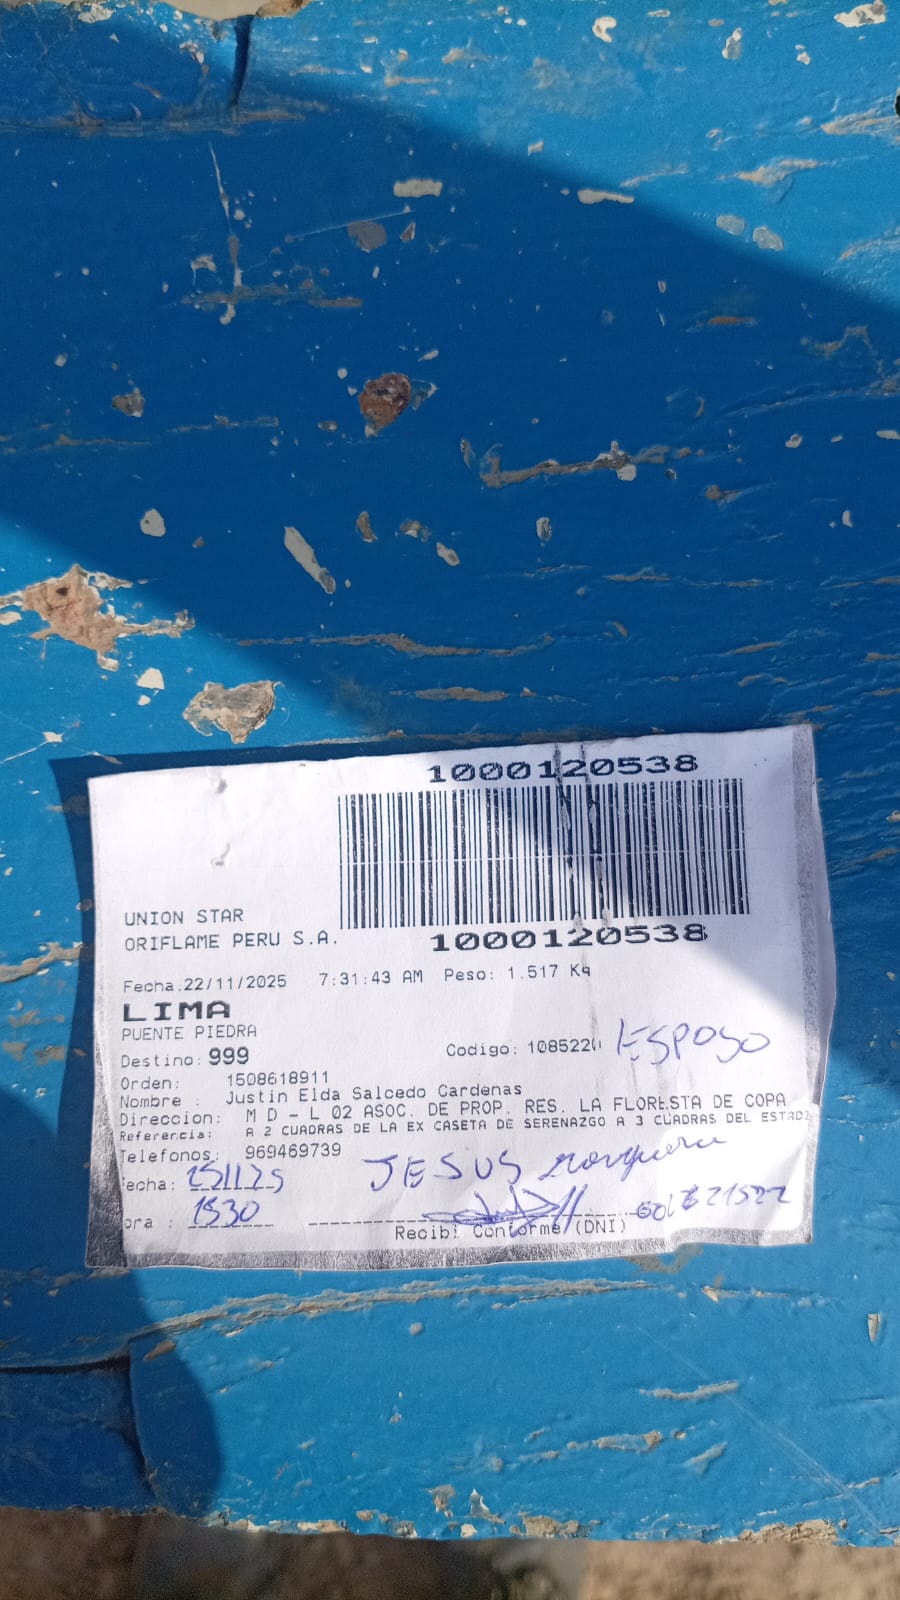 1000120538
1000120538
UNION STAR
ORIFLAME PERU S.A.
Fecha.22/11/2025 7:31:43 AM Peso: 1.517 Kg
LIMA
PUENTE PIEDRA
Destino: 999
Codigo: 1085220 ESPOSO
Orden: 1508618911
Nombre : Justin Elda Salcedo Cardenas
Direccion: M D - L 02 ASOC. DE PROP. RES. LA FLORESTA DE COPA
Referencia: A 2 CUADRAS DE LA EX CASETA DE SERENAZGO A 3 CUADRAS DEL ESTADI
Telefonos: 969469739
echa: 25/11/25 JESUS
ora : 1530
Recibi Conforme (DNI)